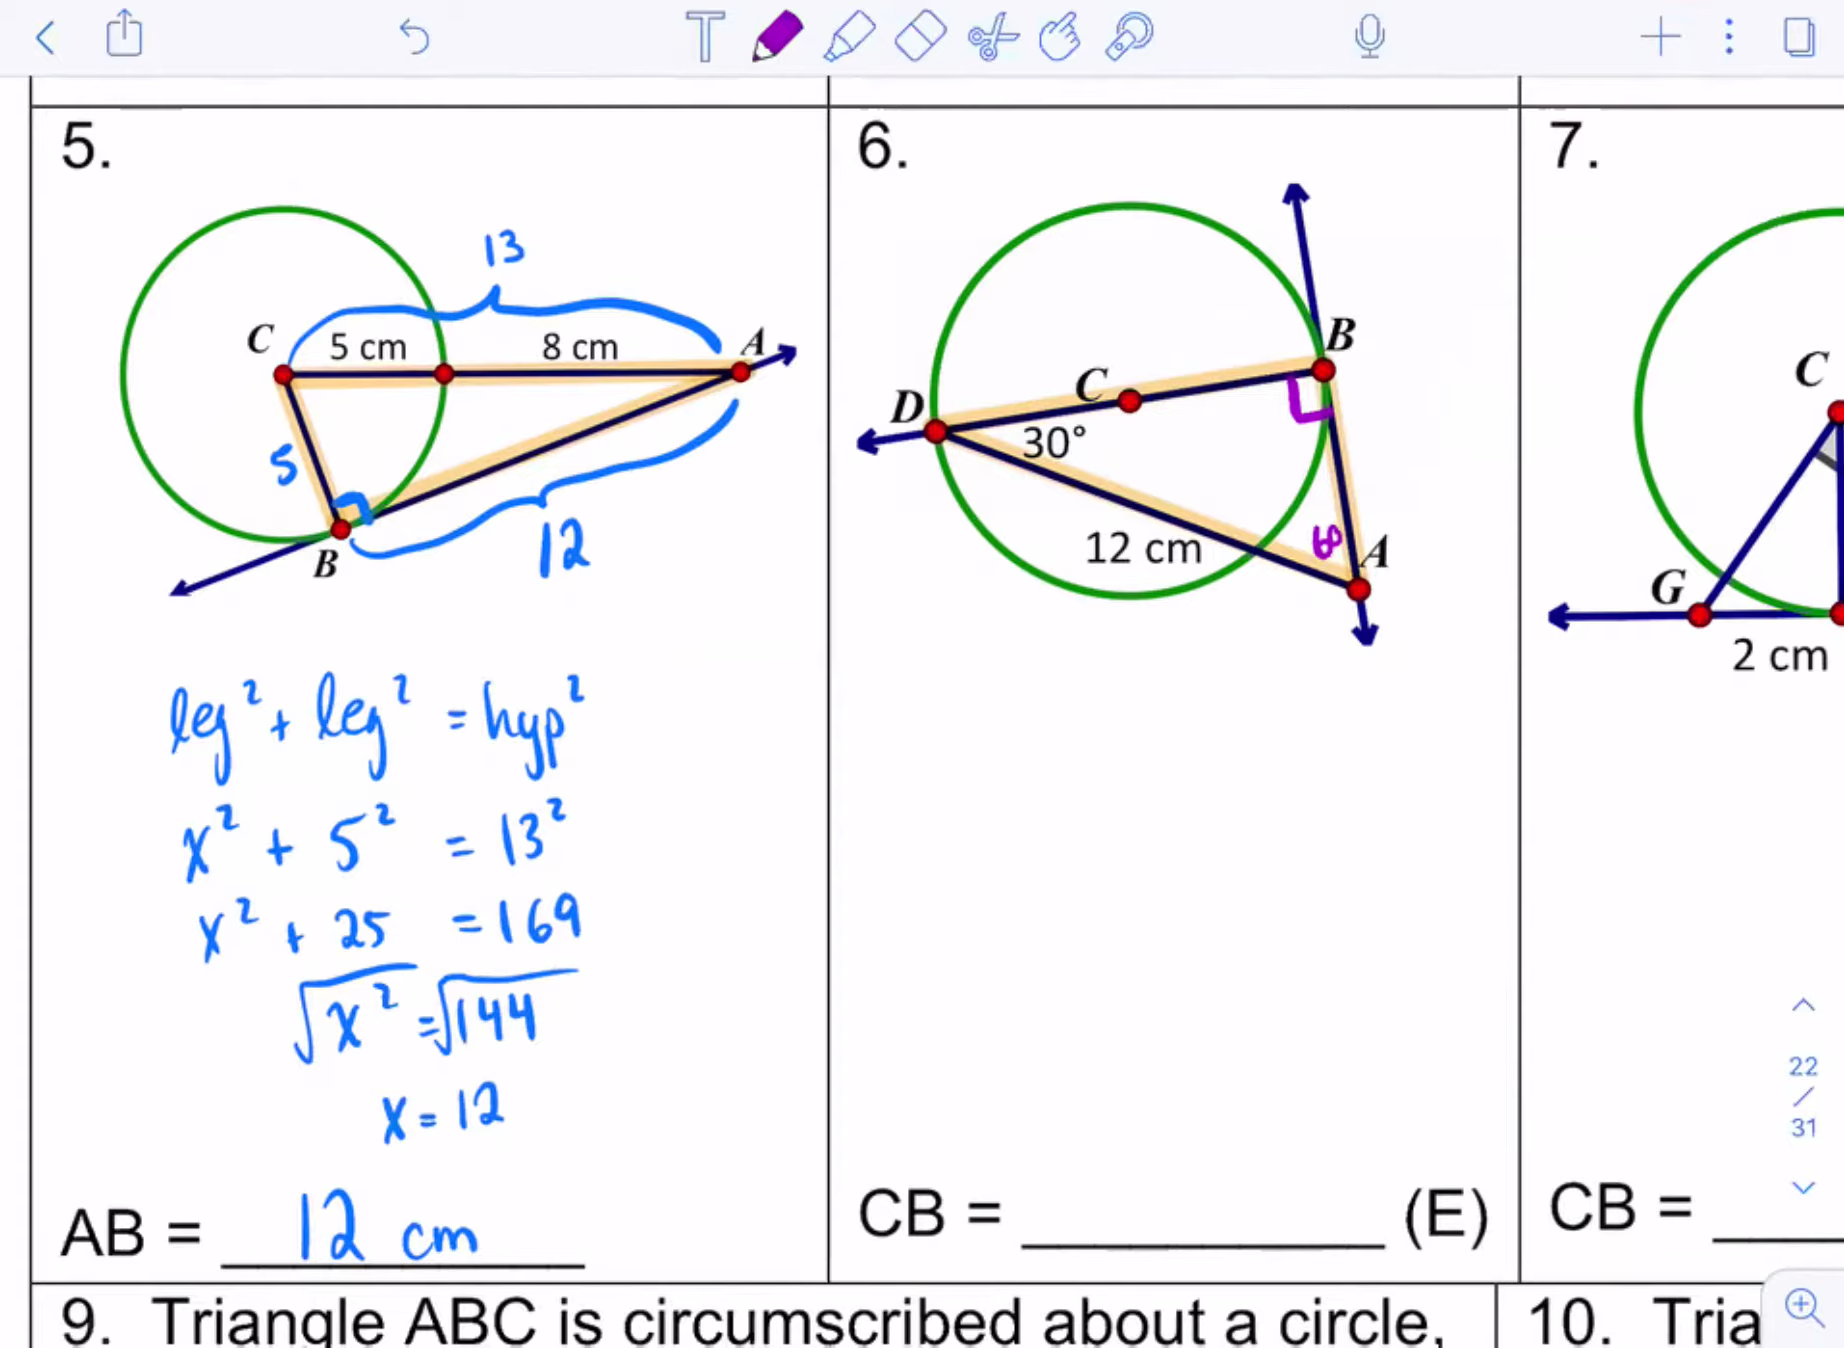 T
5.
13
C
5 cm
8 cm
A
5
B
12
leg² + leg² = hyp²
x² + 5² = 13²
x² + 25 = 169
√x² = √144
x = 12
AB = 12 cm
6.
B
C
D
30°
12 cm
A
CB = ____________ (E)
7.
C
G
2 cm
CB = ____
22
/
31
9. Triangle ABC is circumscribed about a circle,
10. Tria